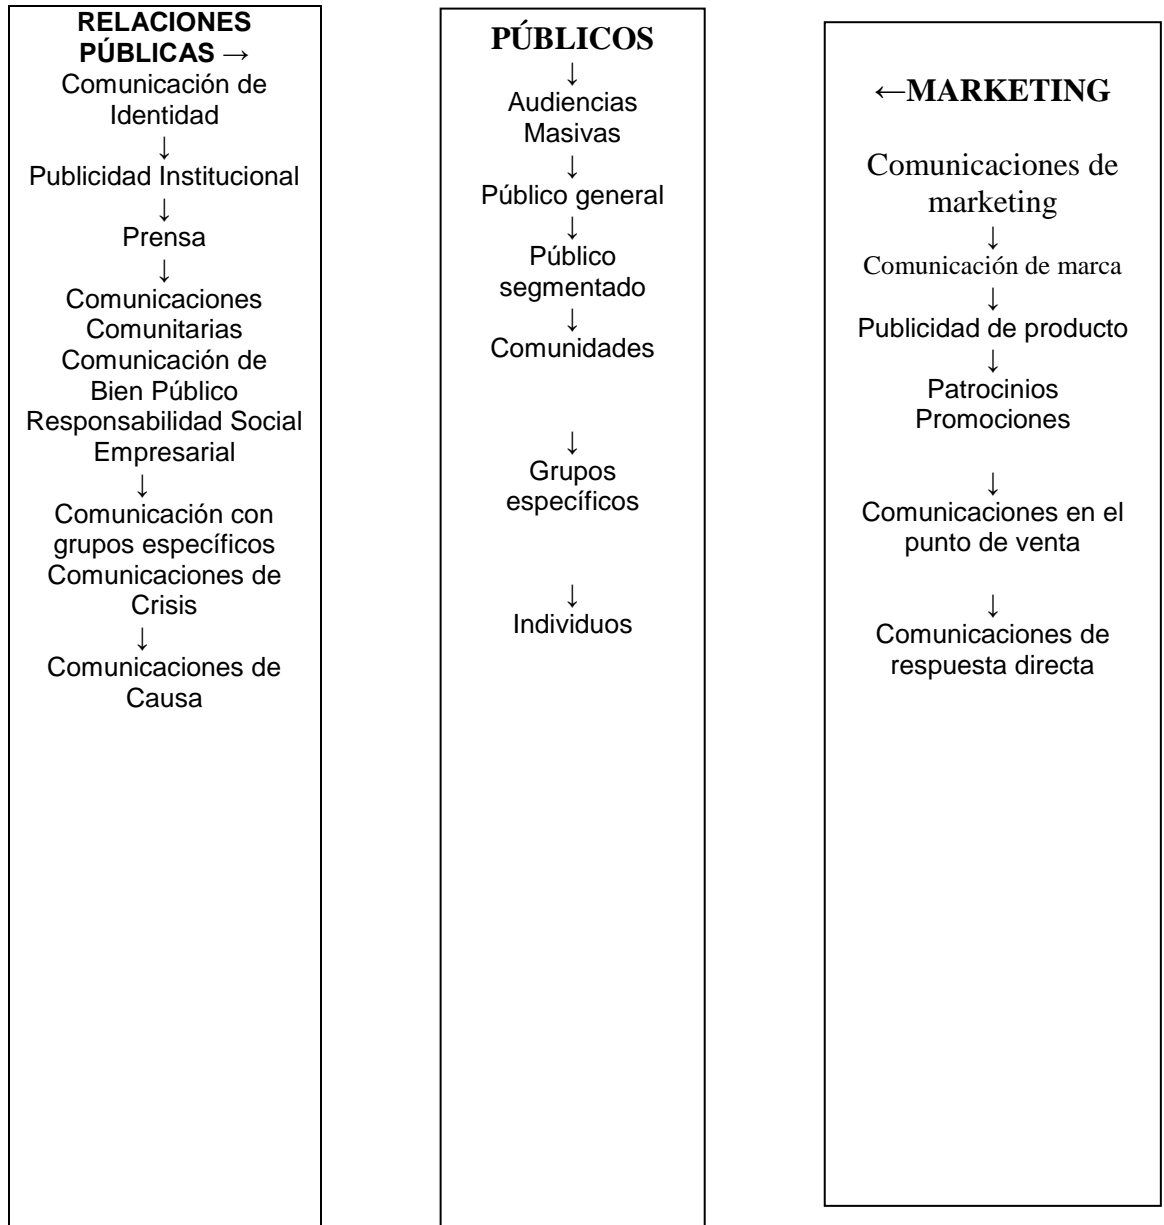 RELACIONES
PÚBLICAS →
Comunicación de
Identidad
↓
Publicidad Institucional
↓
Prensa
↓
Comunicaciones
Comunitarias
Comunicación de
Bien Público
Responsabilidad Social
Empresarial
↓
Comunicación con
grupos específicos
Comunicaciones de
Crisis
↓
Comunicaciones de
Causa
PÚBLICOS
↓
Audiencias
Masivas
↓
Público general
↓
Público
segmentado
↓
Comunidades
↓
Grupos
específicos
↓
Individuos
←MARKETING
Comunicaciones de
marketing
↓
Comunicación de marca
↓
Publicidad de producto
↓
Patrocinios
Promociones
↓
Comunicaciones en el
punto de venta
↓
Comunicaciones de
respuesta directa